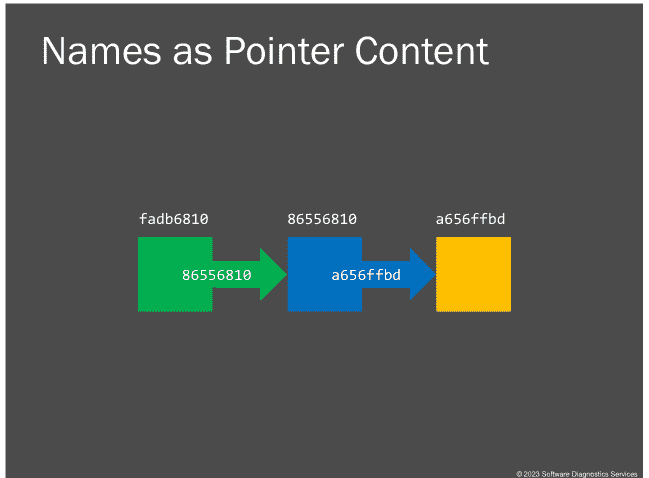 Names as Pointer Content
fadb6810 86556810 a656ffbd
86556810 a656ffbd
© 2023 Software Diagnostics Services